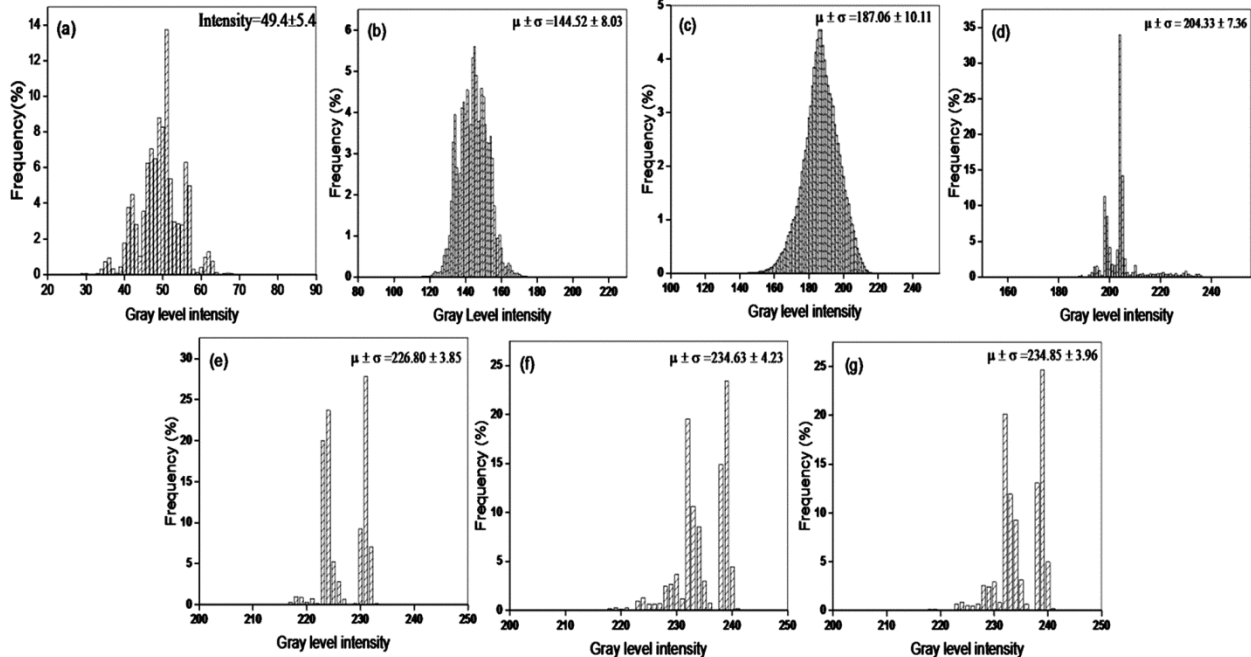 (a)
Intensity=49.4±5.4
Frequency(%)
14
12
10
8
6
4
2
0
20 30 40 50 60 70 80 90
Gray level intensity
(b)
μ ± σ =144.52 ± 8.03
Frequency (%)
6
5
4
3
2
1
0
80 100 120 140 160 180 200 220
Gray Level intensity
(c)
μ ± σ =187.06 ± 10.11
Frequency (%)
5
4
3
2
1
0
100 120 140 160 180 200 220 240
Gray level intensity
(d)
μ ± σ = 204.33 ± 7.36
Frequency (%)
35
30
25
20
15
10
5
0
160 180 200 220 240
Gray level intensity
(e)
μ ± σ =226.80 ± 3.85
Frequency (%)
30
25
20
15
10
5
0
200 210 220 230 240 250
Gray level intensity
(f)
μ ± σ =234.63 ± 4.23
Frequency (%)
25
20
15
10
5
0
200 210 220 230 240 250
Gray level intensity
(g)
μ ± σ =234.85 ± 3.96
Frequency (%)
25
20
15
10
5
0
200 210 220 230 240 250
Gray level intensity